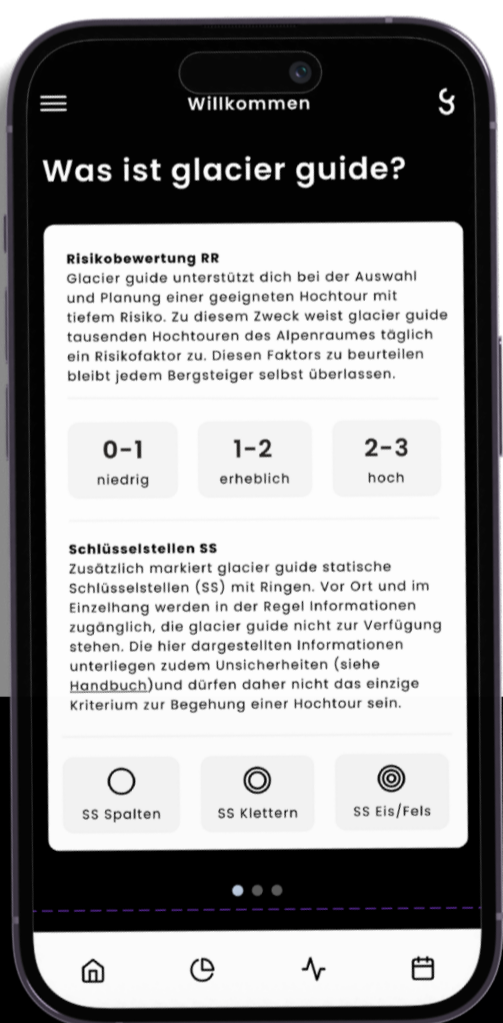 Willkommen
Was ist glacier guide?
Risikobewertung RR
Glacier guide unterstützt dich bei der Auswahl
und Planung einer geeigneten Hochtour mit
tiefem Risiko. Zu diesem Zweck weist glacier guide
tausenden Hochtouren des Alpenraumes täglich
ein Risikofaktor zu. Diesen Faktors zu beurteilen
bleibt jedem Bergsteiger selbst überlassen.
0-1 1-2 2-3
niedrig erheblich hoch
Schlüsselstellen SS
Zusätzlich markiert glacier guide statische
Schlüsselstellen (SS) mit Ringen. Vor Ort und im
Einzelhang werden in der Regel Informationen
zugänglich, die glacier guide nicht zur Verfügung
stehen. Die hier dargestellten Informationen
unterliegen zudem Unsicherheiten (siehe
Handbuch)und dürfen daher nicht das einzige
Kriterium zur Begehung einer Hochtour sein.
SS Spalten SS Klettern SS Eis/Fels